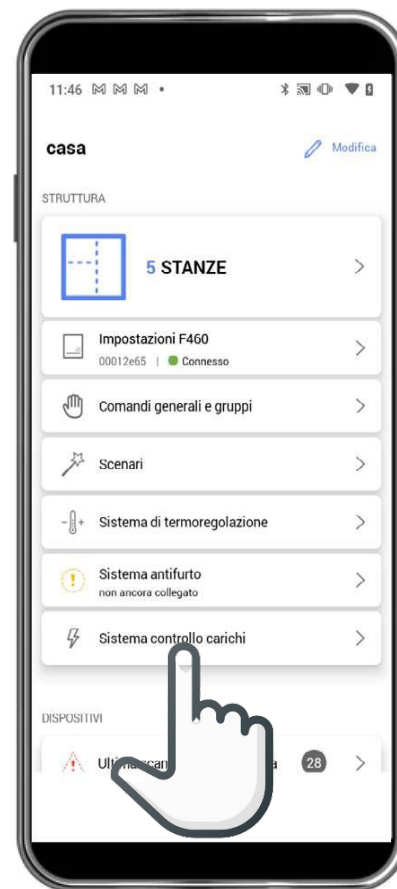 11:46
casa
Modifica
STRUTTURA
5 STANZE
Impostazioni F460
00012e65 | Connesso
Comandi generali e gruppi
Scenari
Sistema di termoregolazione
Sistema antifurto
non ancora collegato
Sistema controllo carichi
DISPOSITIVI
28